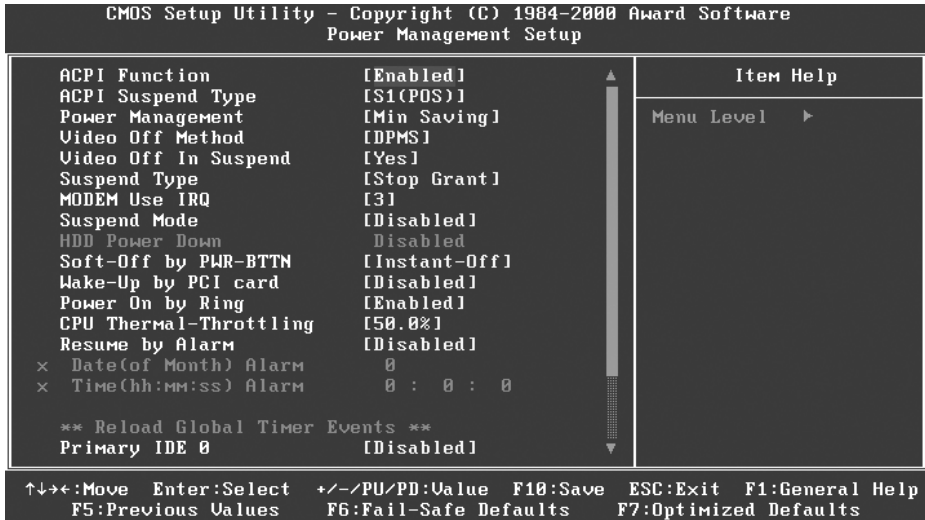 CMOS Setup Utility – Copyright (C) 1984–2000 Award Software
Power Management Setup
ACPI Function [Enabled]
ACPI Suspend Type [S1(POS)]
Power Management [Min Saving]
Video Off Method [DPMS]
Video Off In Suspend [Yes]
Suspend Type [Stop Grant]
MODEM Use IRQ [3]
Suspend Mode [Disabled]
HDD Power Down Disabled
Soft-Off by PWR-BTTN [Instant-Off]
Wake-Up by PCI card [Disabled]
Power On by Ring [Enabled]
CPU Thermal-Throttling [50.0%]
Resume by Alarm [Disabled]
x Date(of Month) Alarm 0
x Time(hh:mm:ss) Alarm 0 : 0 : 0
** Reload Global Timer Events **
Primary IDE 0 [Disabled]
Item Help
Menu Level ►
↑↓→←:Move Enter:Select +/-/PU/PD:Value F10:Save ESC:Exit F1:General Help
F5:Previous Values F6:Fail-Safe Defaults F7:Optimized Defaults